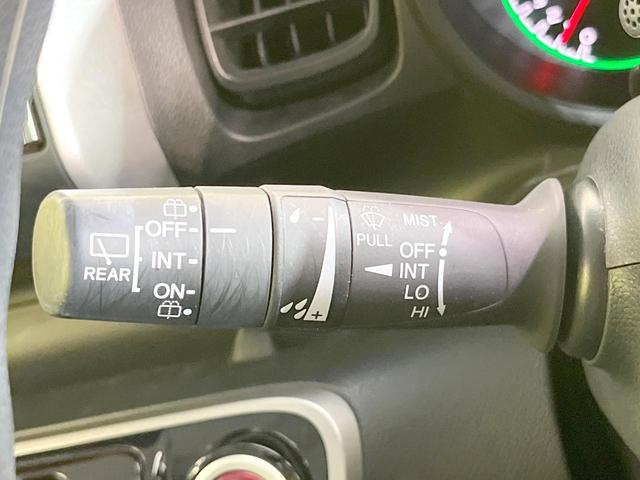 REAR
OFF
INT
ON
- 
+
PULL
MIST
OFF
INT
LO
HI